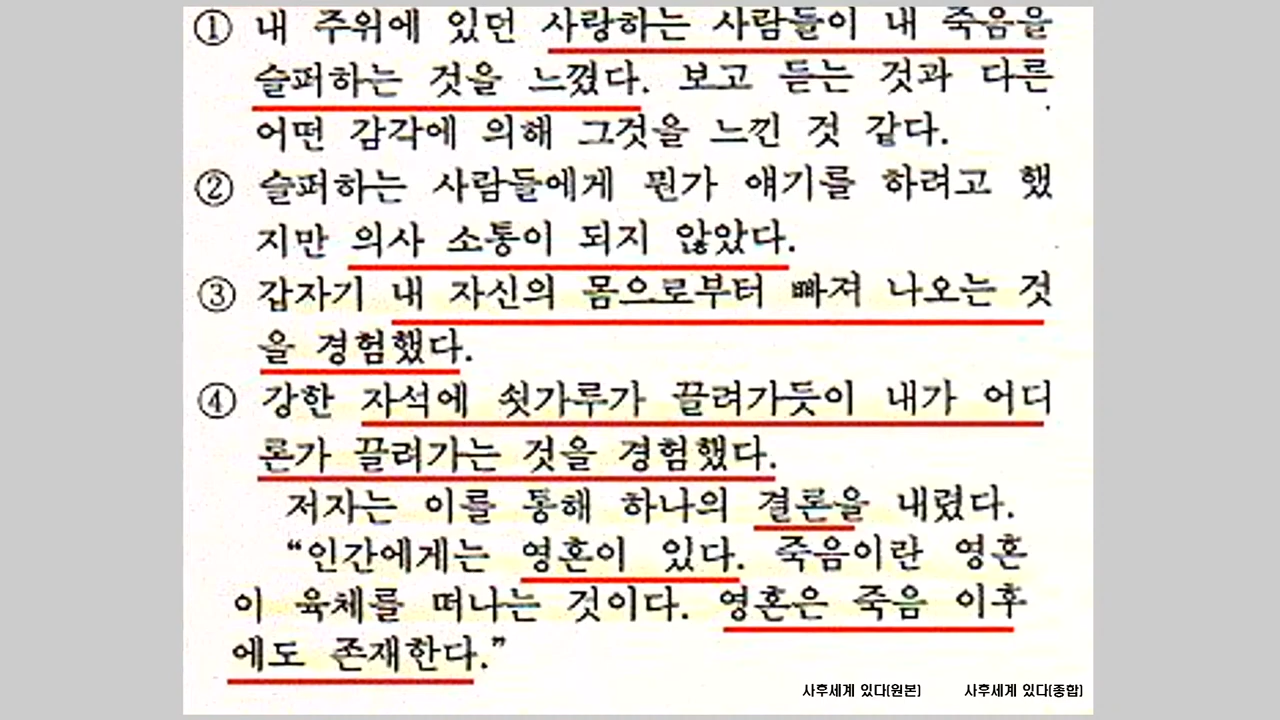 ① 내 주위에 있던 사랑하는 사람들이 내 죽음을
슬퍼하는 것을 느꼈다. 보고 듣는 것과 다른
어떤 감각에 의해 그것을 느낀 것 같다.
② 슬퍼하는 사람들에게 뭔가 얘기를 하려고 했
지만 의사 소통이 되지 않았다.
③ 갑자기 내 자신의 몸으로부터 빠져 나오는 것
을 경험했다.
④ 강한 자석에 쇳가루가 끌려가듯이 내가 어디
론가 끌려가는 것을 경험했다.
저자는 이를 통해 하나의 결론을 내렸다.
“인간에게는 영혼이 있다. 죽음이란 영혼
이 육체를 떠나는 것이다. 영혼은 죽음 이후
에도 존재한다.”
사후세계 있다(원본) 사후세계 있다(종합)